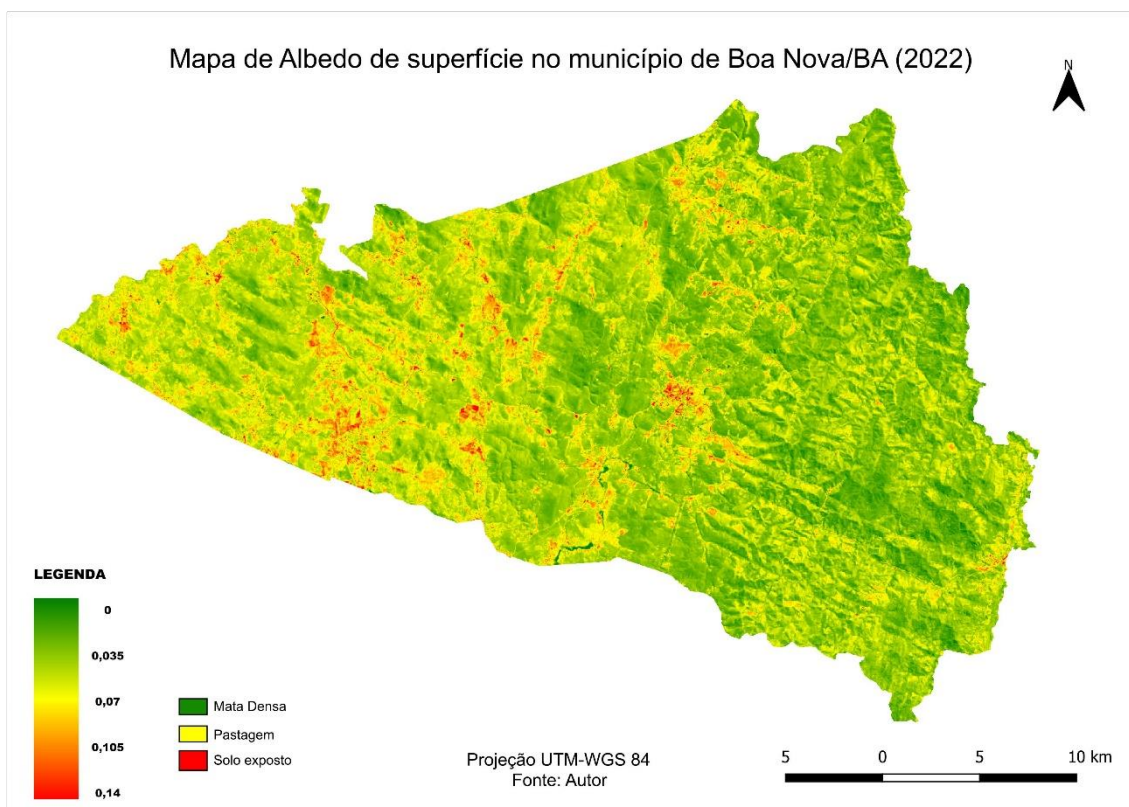 Mapa de Albedo de superfície no município de Boa Nova/BA (2022)
N
LEGENDA
0
0,035
0,07
0,105
0,14
Mata Densa
Pastagem
Solo exposto
Projeção UTM-WGS 84
Fonte: Autor
5 0 5 10 km